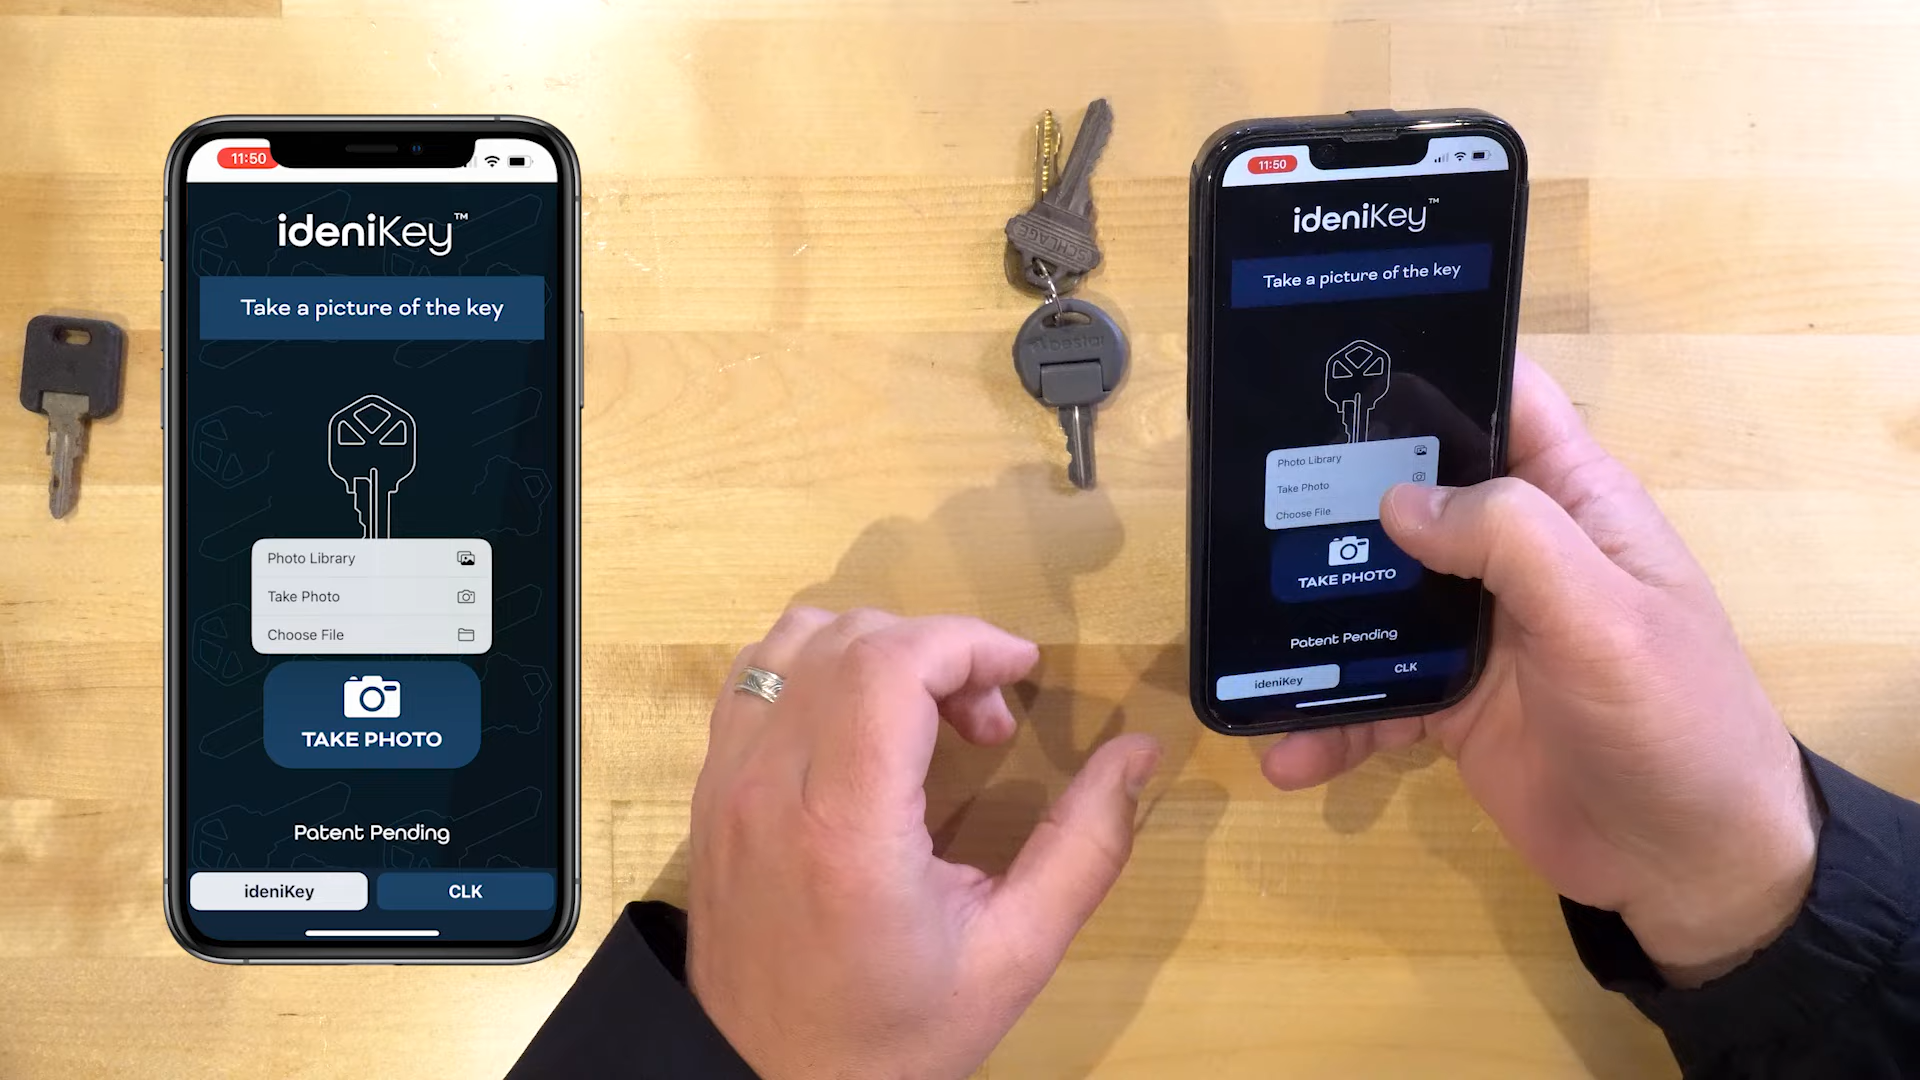 11:50
ideniKey™
Take a picture of the key
Photo Library
Take Photo
Choose File
TAKE PHOTO
Patent Pending
ideniKey
CLK
SCHLAGE
Bestar
11:50
ideniKey™
Take a picture of the key
Photo Library
Take Photo
Choose File
TAKE PHOTO
Patent Pending
ideniKey
CLK